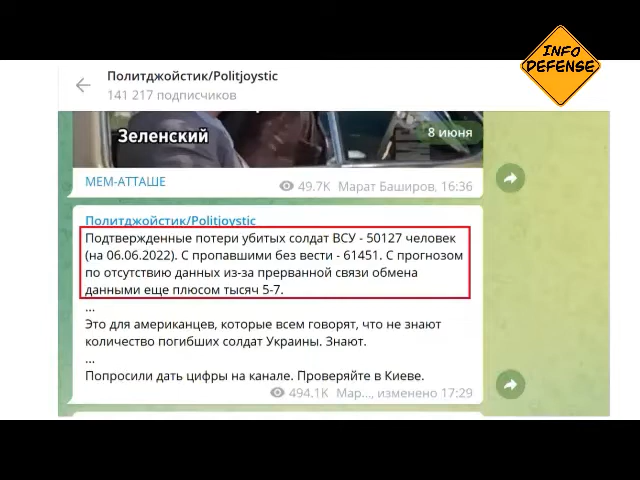 INFO
DEFENSE
Политджойстик/Politjoystic
141 217 подписчиков
Зеленский
8 июня
МЕМ-АТТАШЕ
49.7K Марат Баширов, 16:36
Политджойстик/Politjoystic
Подтвержденные потери убитых солдат ВСУ - 50127 человек
(на 06.06.2022). С пропавшими без вести - 61451. С прогнозом
по отсутствию данных из-за прерванной связи обмена
данными еще плюсом тысяч 5-7.
...
Это для американцев, которые всем говорят, что не знают
количество погибших солдат Украины. Знают.
...
Попросили дать цифры на канале. Проверяйте в Киеве.
494.1K Мар..., изменено 17:29